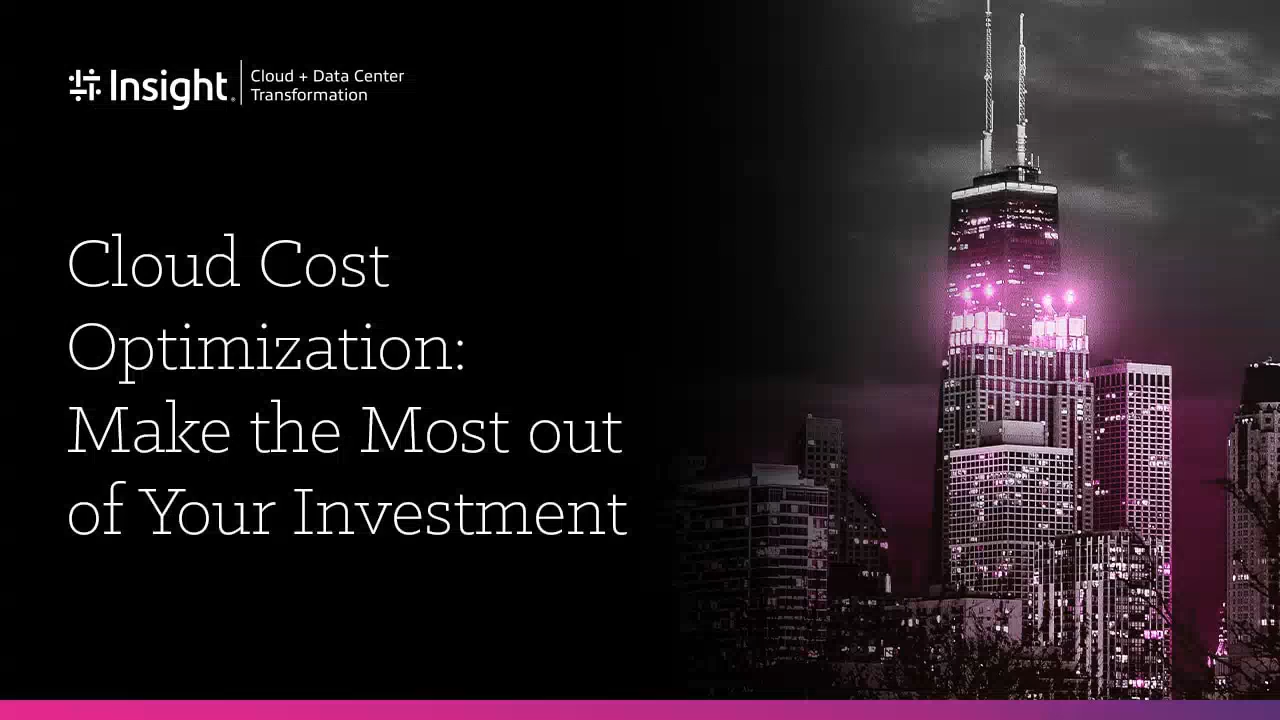 Insight®
Cloud + Data Center
Transformation
Cloud Cost
Optimization:
Make the Most out
of Your Investment